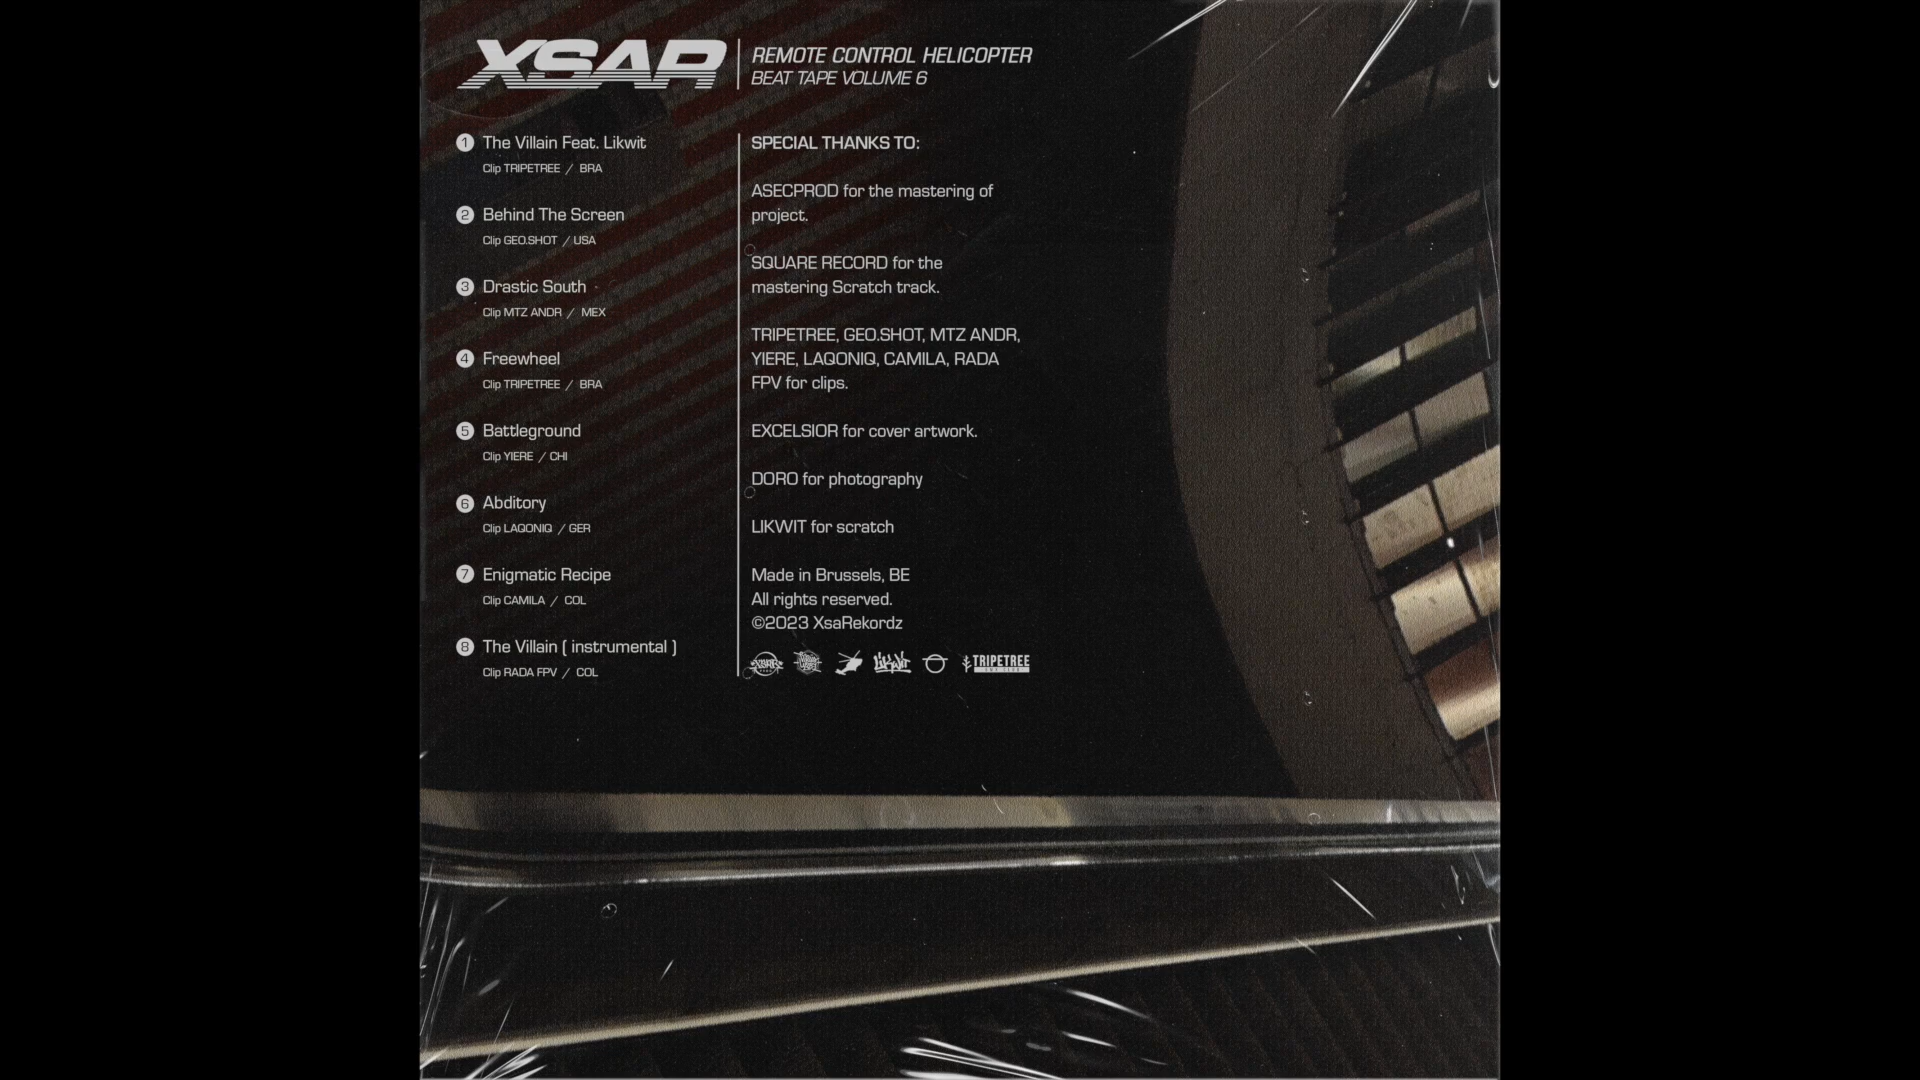 XSAR
REMOTE CONTROL HELICOPTER
BEAT TAPE VOLUME 6
1 The Villain Feat. Likwit
Clip TRIPETREE / BRA
2 Behind The Screen
Clip GEO.SHOT / USA
3 Drastic South
Clip MTZ ANDR / MEX
4 Freewheel
Clip TRIPETREE / BRA
5 Battleground
Clip YIERE / CHI
6 Abditory
Clip LAQONIQ / GER
7 Enigmatic Recipe
Clip CAMILA / COL
8 The Villain ( instrumental )
Clip RADA FPV / COL
SPECIAL THANKS TO:
ASECPROD for the mastering of
project.
SQUARE RECORD for the
mastering Scratch track.
TRIPETREE, GEO.SHOT, MTZ ANDR,
YIERE, LAQONIQ, CAMILA, RADA
FPV for clips.
EXCELSIOR for cover artwork.
DORO for photography
LIKWIT for scratch
Made in Brussels, BE
All rights reserved.
©2023 XsaRekordz
LIKWIT
TRIPETREE